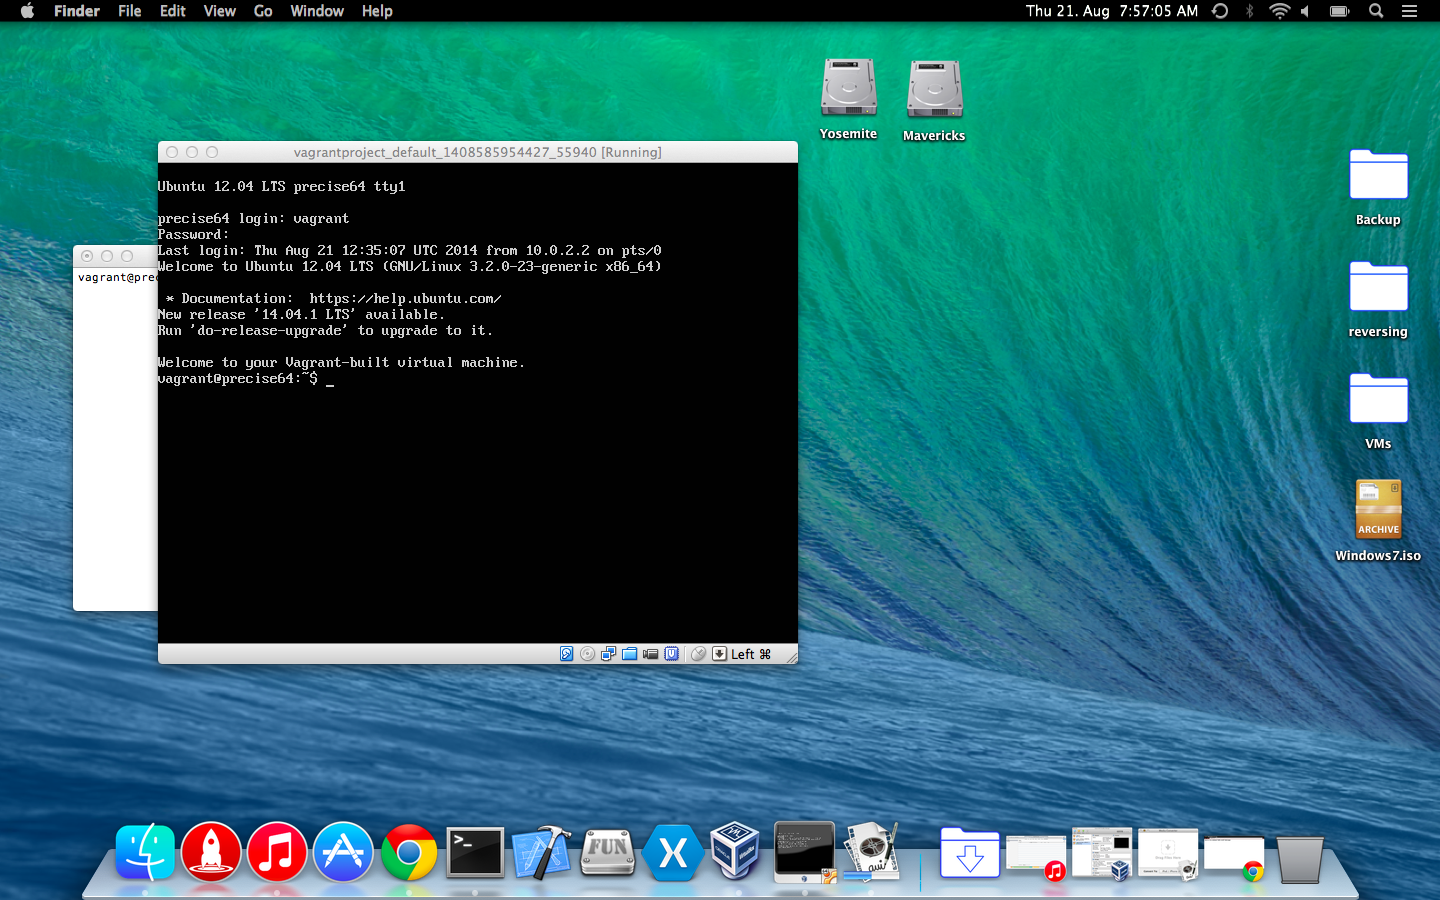 Finder File Edit View Go Window Help
Thu 21. Aug 7:57:05 AM
Yosemite
Mavericks
Backup
reversing
VMs
ARCHIVE
Windows7.iso
vagrantproject_default_1408585954427_55940 [Running]
Ubuntu 12.04 LTS precise64 tty1
precise64 login: vagrant
Password:
Last login: Thu Aug 21 12:35:07 UTC 2014 from 10.0.2.2 on pts/0
Welcome to Ubuntu 12.04 LTS (GNU/Linux 3.2.0-23-generic x86_64)
* Documentation: https://help.ubuntu.com/
New release '14.04.1 LTS' available.
Run 'do-release-upgrade' to upgrade to it.
Welcome to your Vagrant-built virtual machine.
vagrant@precise64:~$ _
Left ⌘
vagrant@prec
>_
FUN
X